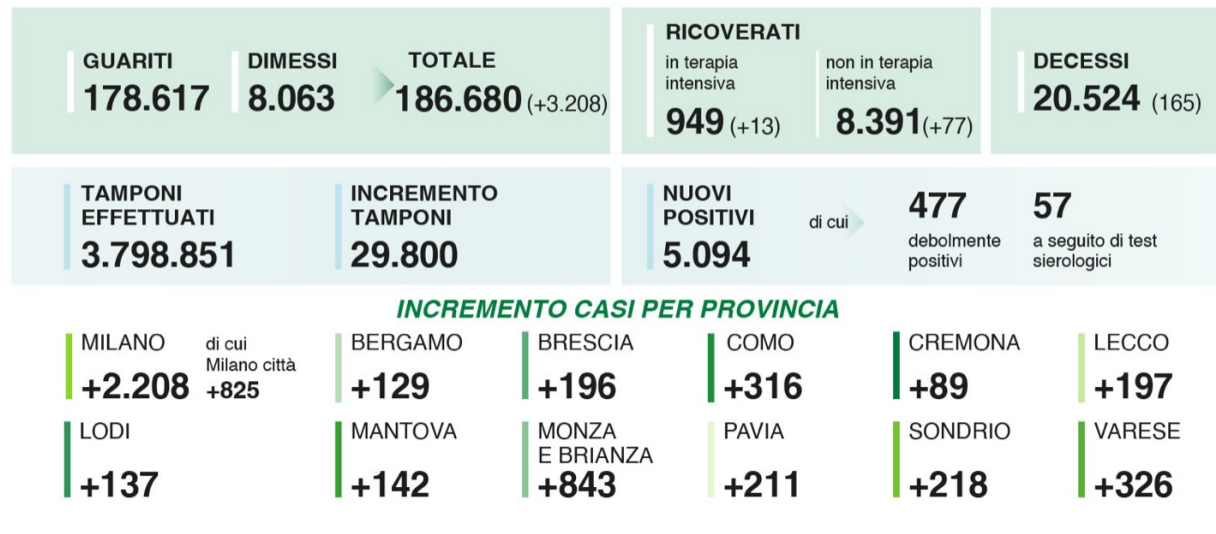 GUARITI
178.617
DIMESSI
8.063
TOTALE
186.680 (+3.208)
RICOVERATI
in terapia
intensiva
949 (+13)
non in terapia
intensiva
8.391(+77)
DECESSI
20.524 (165)
TAMPONI
EFFETTUATI
3.798.851
INCREMENTO
TAMPONI
29.800
NUOVI
POSITIVI
5.094
di cui
477
debolmente
positivi
57
a seguito di test
sierologici
INCREMENTO CASI PER PROVINCIA
MILANO
+2.208
di cui
Milano città
+825
BERGAMO
+129
BRESCIA
+196
COMO
+316
CREMONA
+89
LECCO
+197
LODI
+137
MANTOVA
+142
MONZA
E BRIANZA
+843
PAVIA
+211
SONDRIO
+218
VARESE
+326